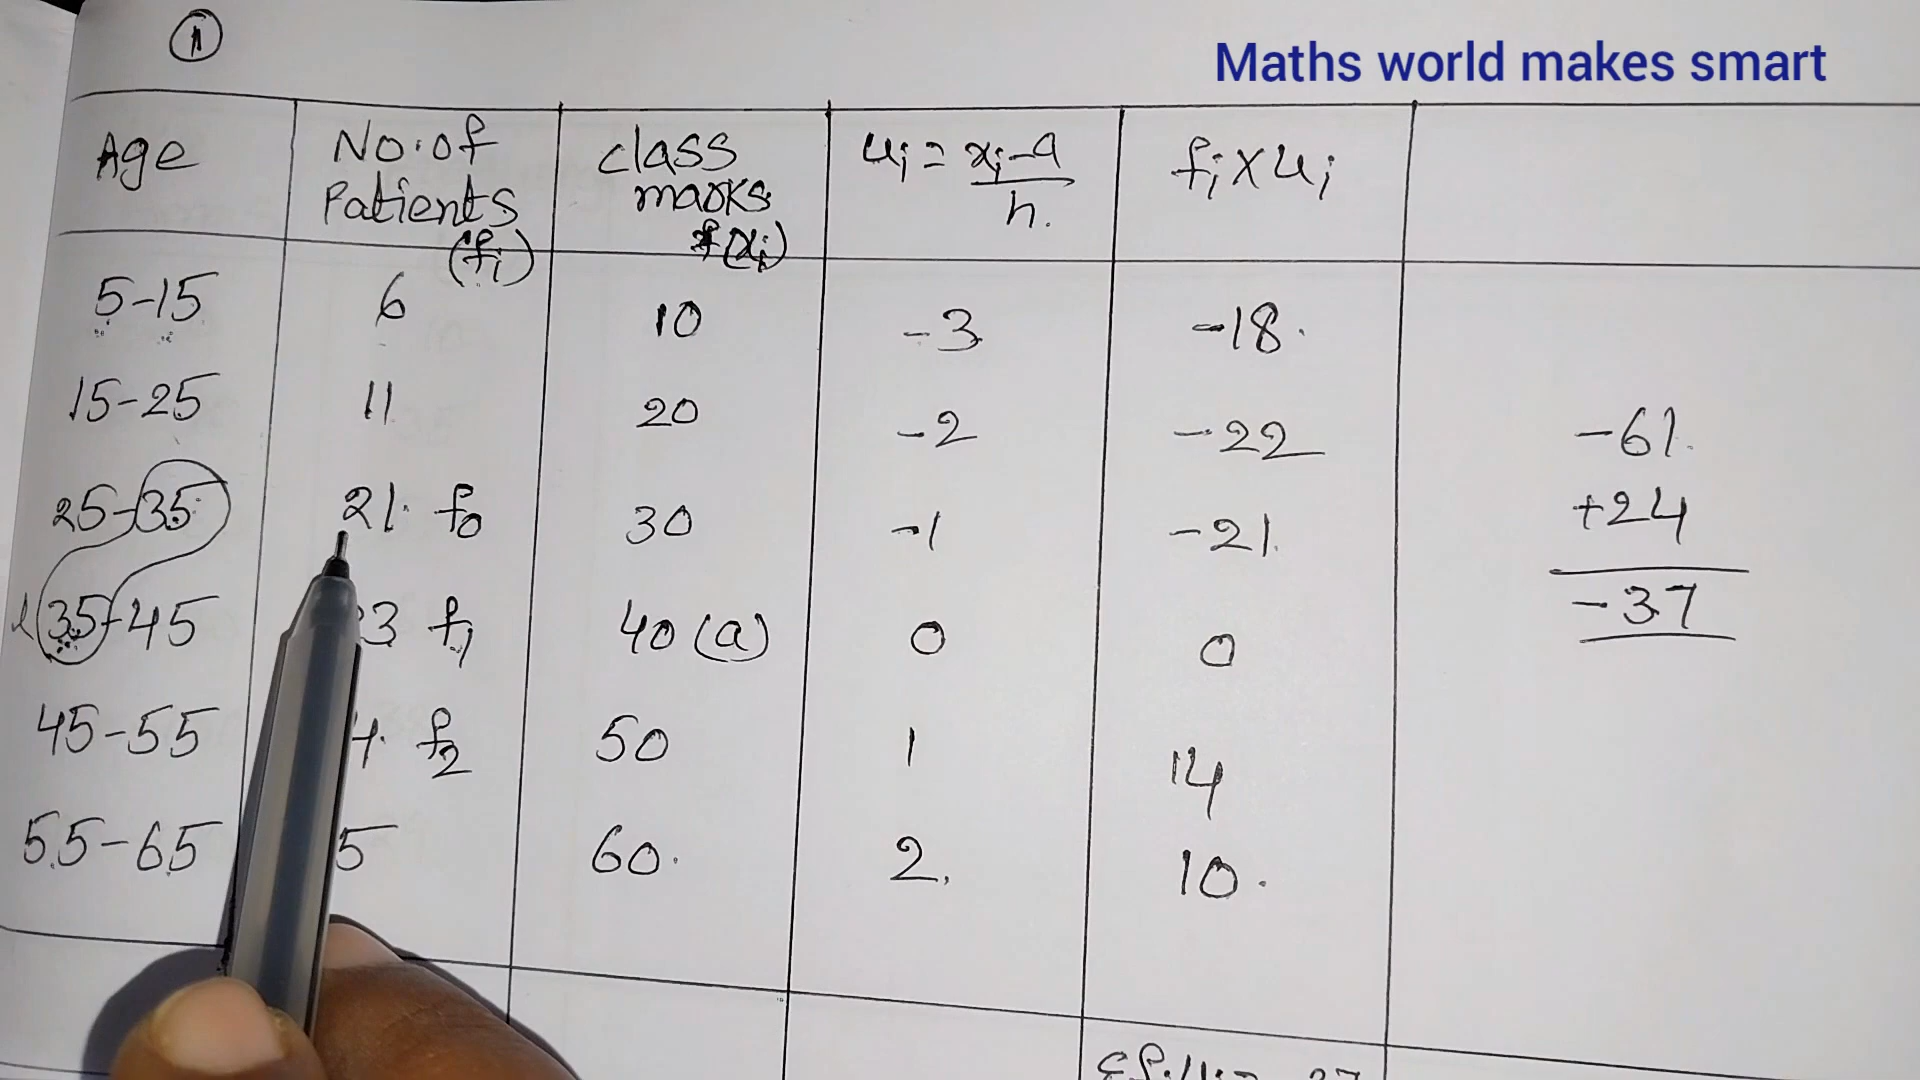 1
Maths world makes smart
Age No. of Patients (fi) class marks (xi) ui = xi-a/h. fi×ui
5-15 6 10 -3 -18.
15-25 11 20 -2 -22
25-35 21. f0 30 -1 -21.
l 35-45 3 f1 40 (a) 0 0
45-55 4. f2 50 1 14
55-65 5 60. 2. 10.
-61.
+24
-37